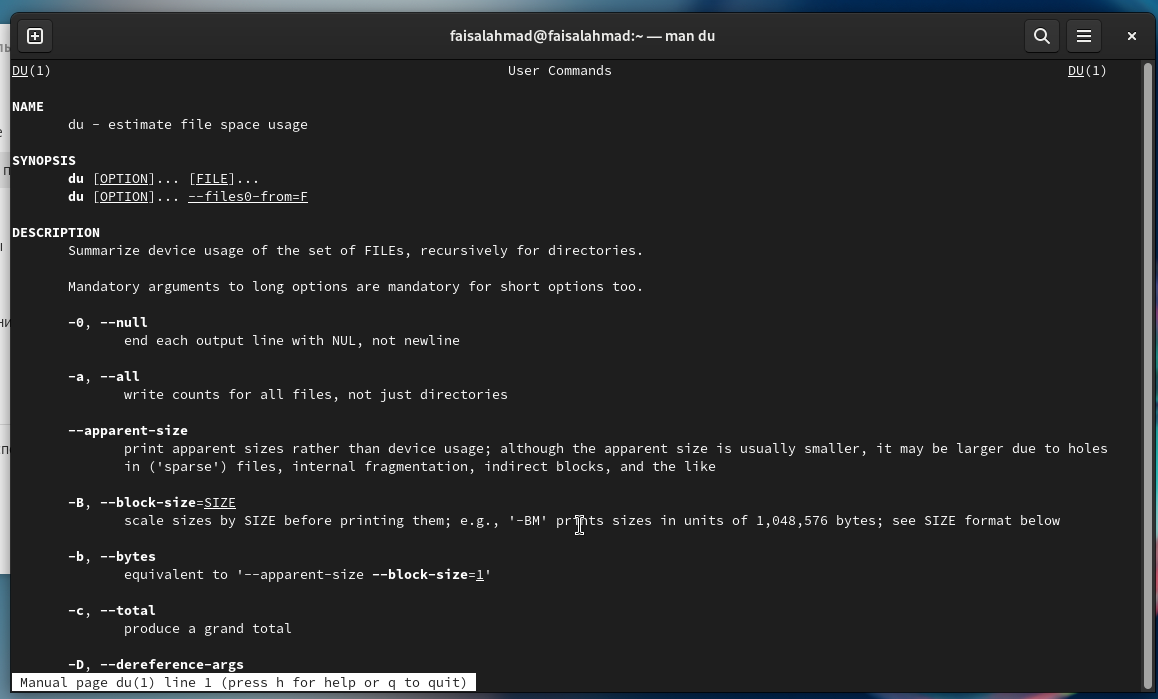 faisalahmad@faisalahmad:~ — man du
DU(1) User Commands DU(1)
NAME
du - estimate file space usage
SYNOPSIS
du [OPTION]... [FILE]...
du [OPTION]... --files0-from=F
DESCRIPTION
Summarize device usage of the set of FILEs, recursively for directories.
Mandatory arguments to long options are mandatory for short options too.
-0, --null
end each output line with NUL, not newline
-a, --all
write counts for all files, not just directories
--apparent-size
print apparent sizes rather than device usage; although the apparent size is usually smaller, it may be larger due to holes
in ('sparse') files, internal fragmentation, indirect blocks, and the like
-B, --block-size=SIZE
scale sizes by SIZE before printing them; e.g., '-BM' prints sizes in units of 1,048,576 bytes; see SIZE format below
-b, --bytes
equivalent to '--apparent-size --block-size=1'
-c, --total
produce a grand total
-D, --dereference-args
Manual page du(1) line 1 (press h for help or q to quit)